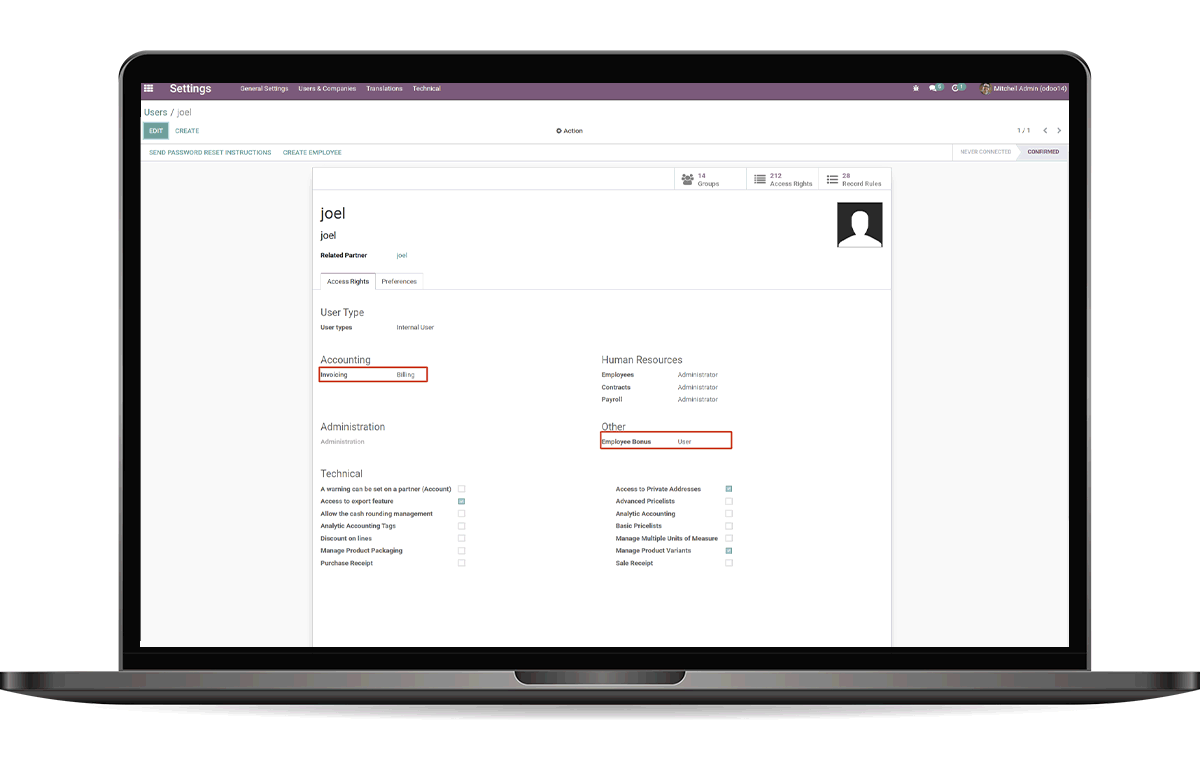 Settings General Settings Users & Companies Translations Technical Mitchell Admin (odoo14)
Users / joel
EDIT CREATE Action 1 / 1
SEND PASSWORD RESET INSTRUCTIONS CREATE EMPLOYEE NEVER CONNECTED CONFIRMED
14 Groups 212 Access Rights 28 Record Rules
joel
joel
Related Partner joel
Access Rights Preferences
User Type
User types Internal User
Accounting Human Resources
Invoicing Billing Employees Administrator
Contracts Administrator
Payroll Administrator
Administration Other
Administration Employee Bonus User
Technical
A warning can be set on a partner (Account) Access to Private Addresses
Access to export feature Advanced Pricelists
Allow the cash rounding management Analytic Accounting
Analytic Accounting Tags Basic Pricelists
Discount on lines Manage Multiple Units of Measure
Manage Product Packaging Manage Product Variants
Purchase Receipt Sale Receipt